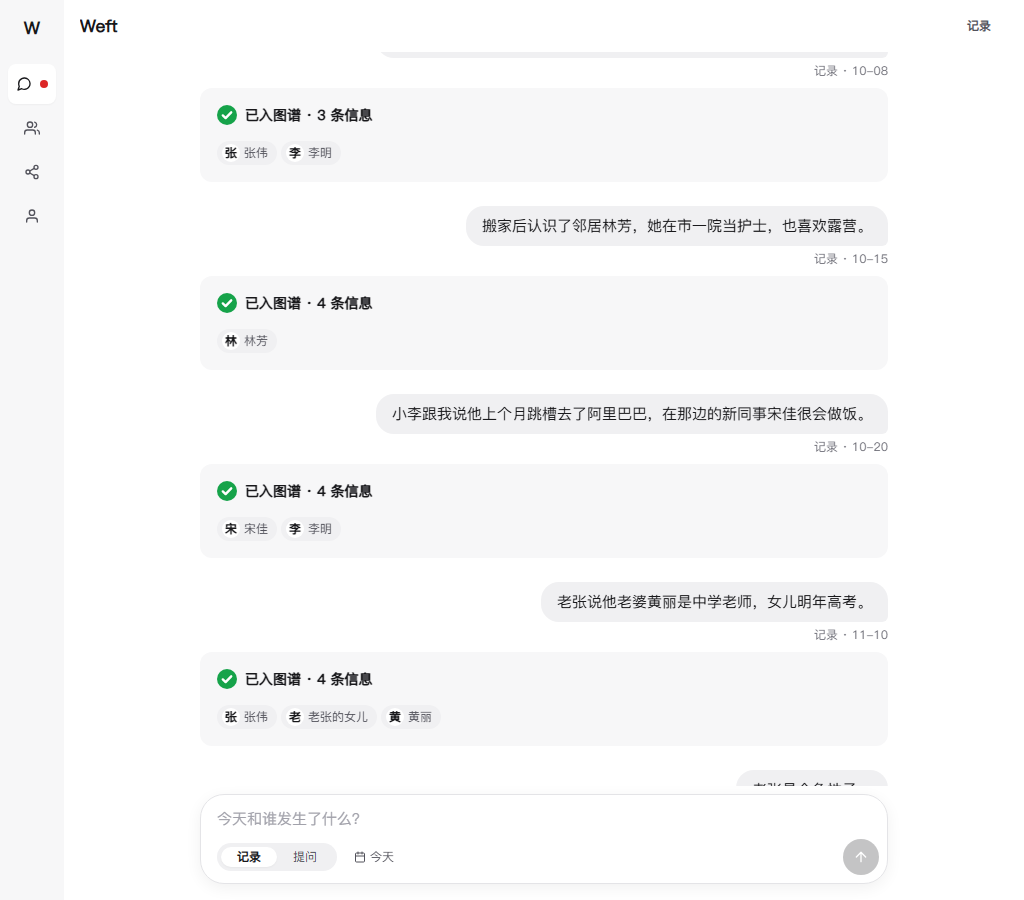 W
Weft
记录
记录 · 10-08
已入图谱 · 3 条信息
张 张伟 李 李明
搬家后认识了邻居林芳，她在市一院当护士，也喜欢露营。
记录 · 10-15
已入图谱 · 4 条信息
林 林芳
小李跟我说他上个月跳槽去了阿里巴巴，在那边的新同事宋佳很会做饭。
记录 · 10-20
已入图谱 · 4 条信息
宋 宋佳 李 李明
老张说他老婆黄丽是中学老师，女儿明年高考。
记录 · 11-10
已入图谱 · 4 条信息
张 张伟 老 老张的女儿 黄 黄丽
今天和谁发生了什么?
记录 提问 今天